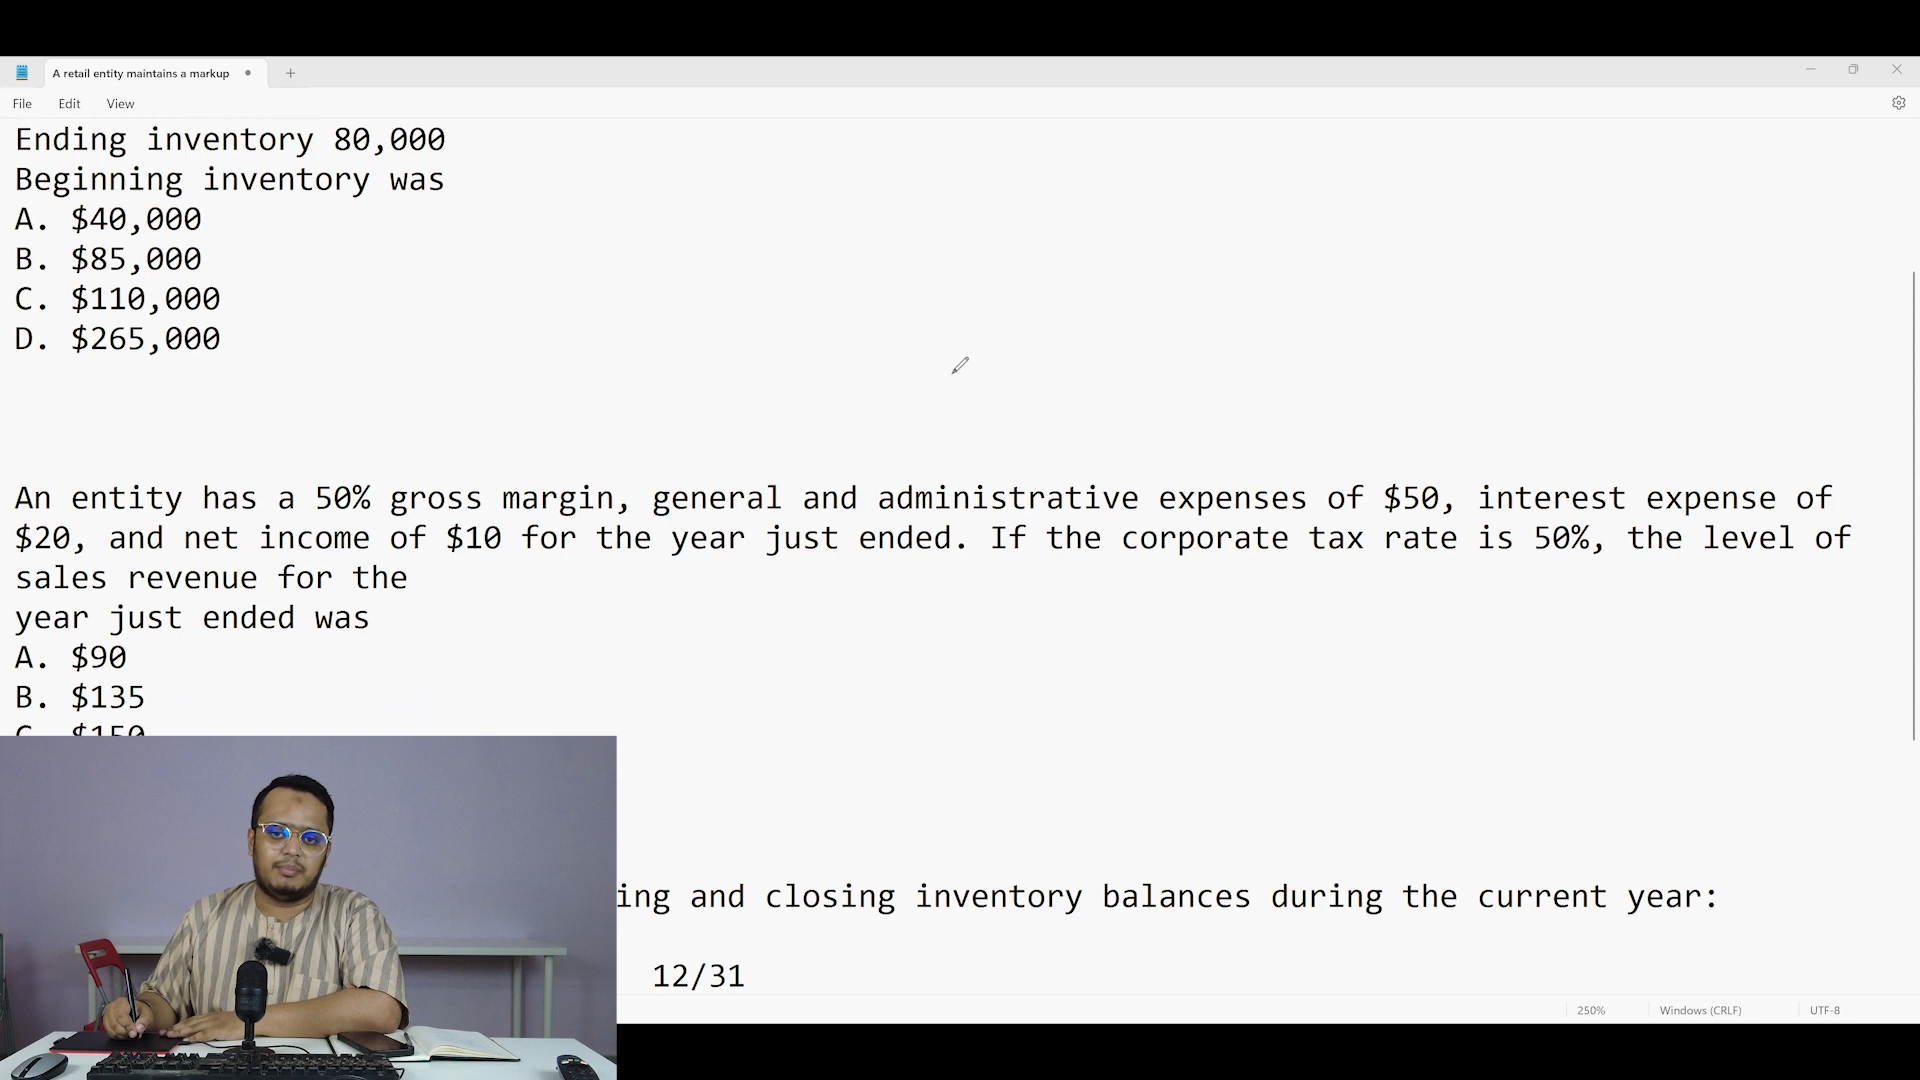 A retail entity maintains a markup
File Edit View
Ending inventory 80,000
Beginning inventory was
A. $40,000
B. $85,000
C. $110,000
D. $265,000
An entity has a 50% gross margin, general and administrative expenses of $50, interest expense of
$20, and net income of $10 for the year just ended. If the corporate tax rate is 50%, the level of
sales revenue for the
year just ended was
A. $90
B. $135
C. $150
ing and closing inventory balances during the current year:
12/31
250% Windows (CRLF) UTF-8